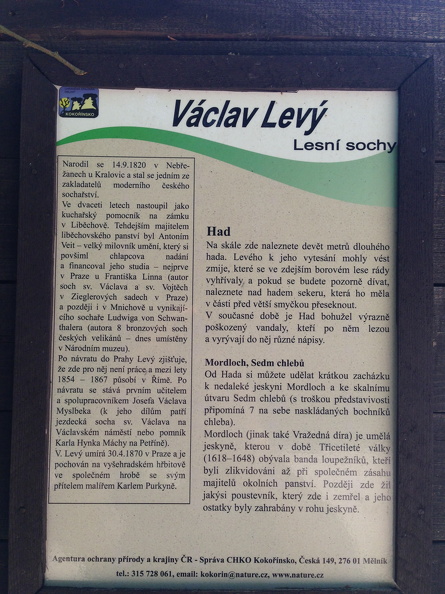 KOKOŘÍNSKO
Václav Levý
Lesní sochy
Narodil se 14.9.1820 v Nebře-
žanech u Kralovic a stal se jedním ze
zakladatelů moderního českého
sochařství.
Ve dvaceti letech nastoupil jako
kuchařský pomocník na zámku
v Liběchově. Tehdejším majitelem
liběchovského panství byl Antonín
Veit – velký milovník umění, který si
povšiml chlapcova nadání
a financoval jeho studia – nejprve
v Praze u Františka Linna (autor
soch sv. Václava a sv. Vojtěch
v Zieglerových sadech v Praze)
a později i v Mnichově u vynikají-
cího sochaře Ludwiga von Schwan-
thalera (autora 8 bronzových soch
českých velikánů – dnes umístěny
v Národním muzeu).
Po návratu do Prahy Levý zjišťuje,
že zde pro něj není práce a mezi lety
1854 – 1867 působí v Římě. Po
návratu se stává prvním učitelem
a spolupracovníkem Josefa Václava
Myslbeka (k jeho dílům patří
jezdecká socha sv. Václava na
Václavském náměstí nebo pomník
Karla Hynka Máchy na Petříně).
V. Levý umírá 30.4.1870 v Praze a je
pochován na vyšehradském hřbitově
ve společném hrobě se svým
přítelem malířem Karlem Purkyně.
Had
Na skále zde naleznete devět metrů dlouhého
hada. Levého k jeho vytesání mohly vést
zmije, které se ve zdejším borovém lese rády
vyhřívaly, a pokud se budete pozorně dívat,
naleznete nad hadem sekeru, která ho měla
v části před větší smyčkou přeseknout.
V současné době je Had bohužel výrazně
poškozený vandaly, kteří po něm lezou
a vyrývají do něj různé nápisy.
Mordloch, Sedm chlebů
Od Hada si můžete udělat krátkou zacházku
k nedaleké jeskyni Mordloch a ke skalnímu
útvaru Sedm chlebů (s troškou představivosti
připomíná 7 na sebe naskládaných bochníků
chleba).
Mordloch (jinak také Vražedná díra) je umělá
jeskyně, kterou v době Třicetileté války
(1618–1648) obývala banda loupežníků, kteří
byli zlikvidováni až při společném zásahu
majitelů okolních panství. Později zde žil
jakýsi poustevník, který zde i zemřel a jeho
ostatky byly zahrabány v rohu jeskyně.
Agentura ochrany přírody a krajiny ČR - Správa CHKO Kokořínsko, Česká 149, 276 01 Mělník
tel.: 315 728 061, email: kokorin@nature.cz, www.nature.cz